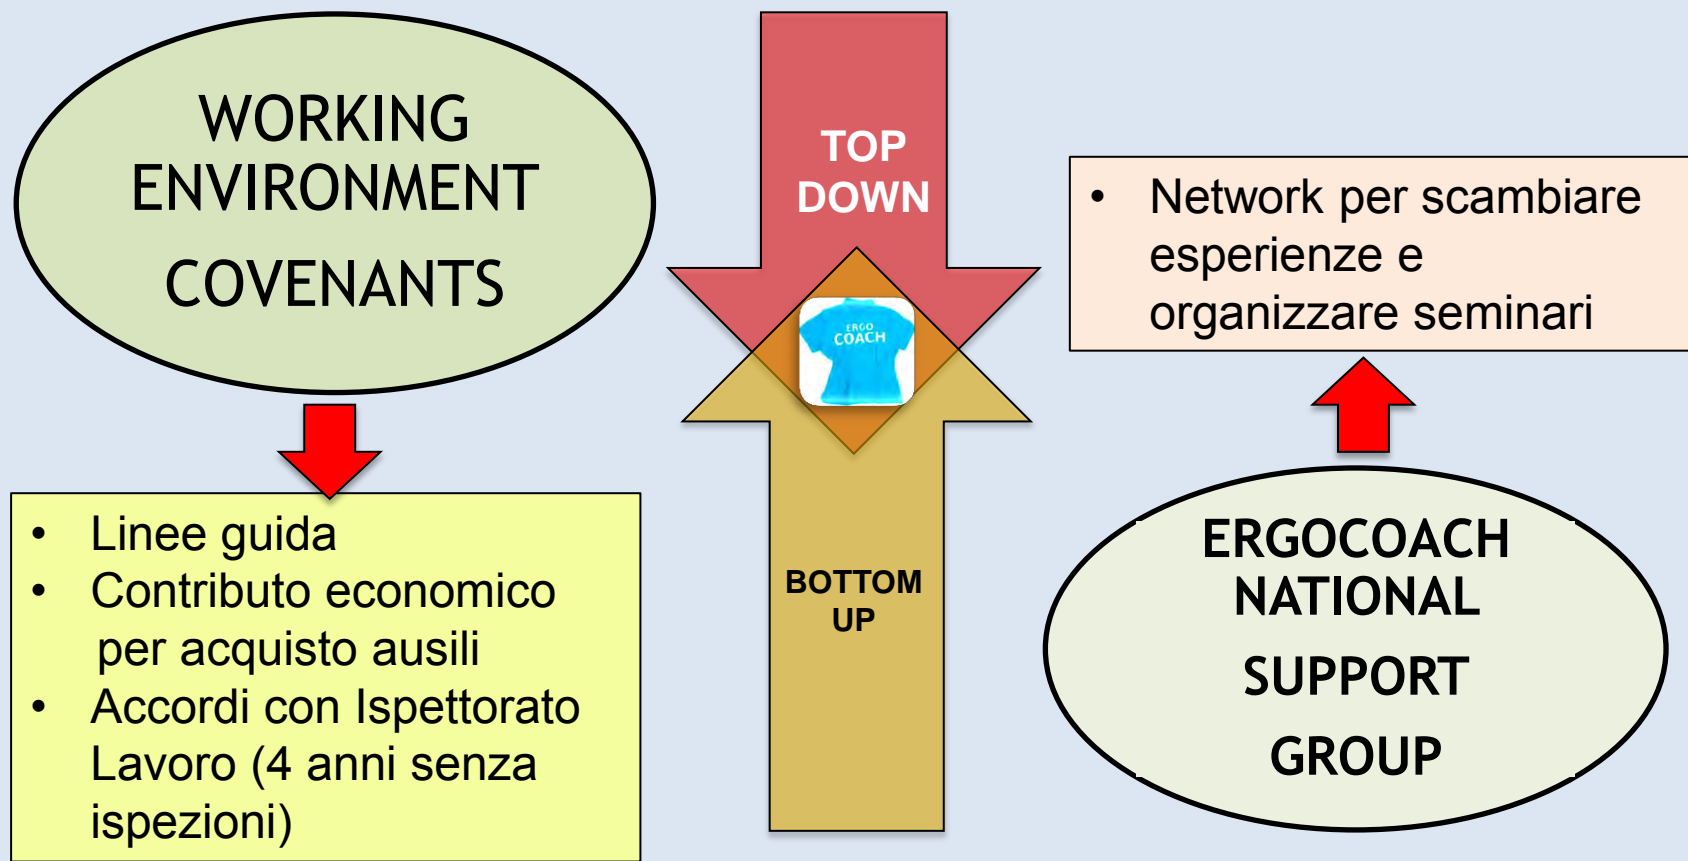 WORKING
ENVIRONMENT
COVENANTS
• Linee guida
• Contributo economico
per acquisto ausili
• Accordi con Ispettorato
Lavoro (4 anni senza
ispezioni)
TOP
DOWN
ERGO
COACH
BOTTOM
UP
• Network per scambiare
esperienze e
organizzare seminari
ERGOCOACH
NATIONAL
SUPPORT
GROUP